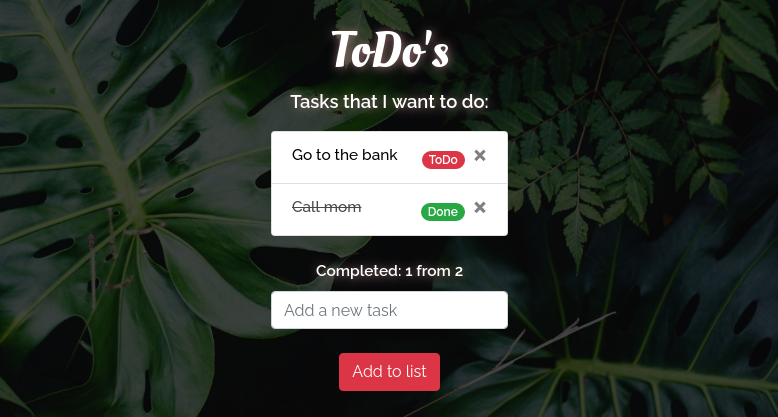 ToDo's
Tasks that I want to do:
Go to the bank ToDo ✖
Call mom Done ✖
Completed: 1 from 2
Add a new task
Add to list